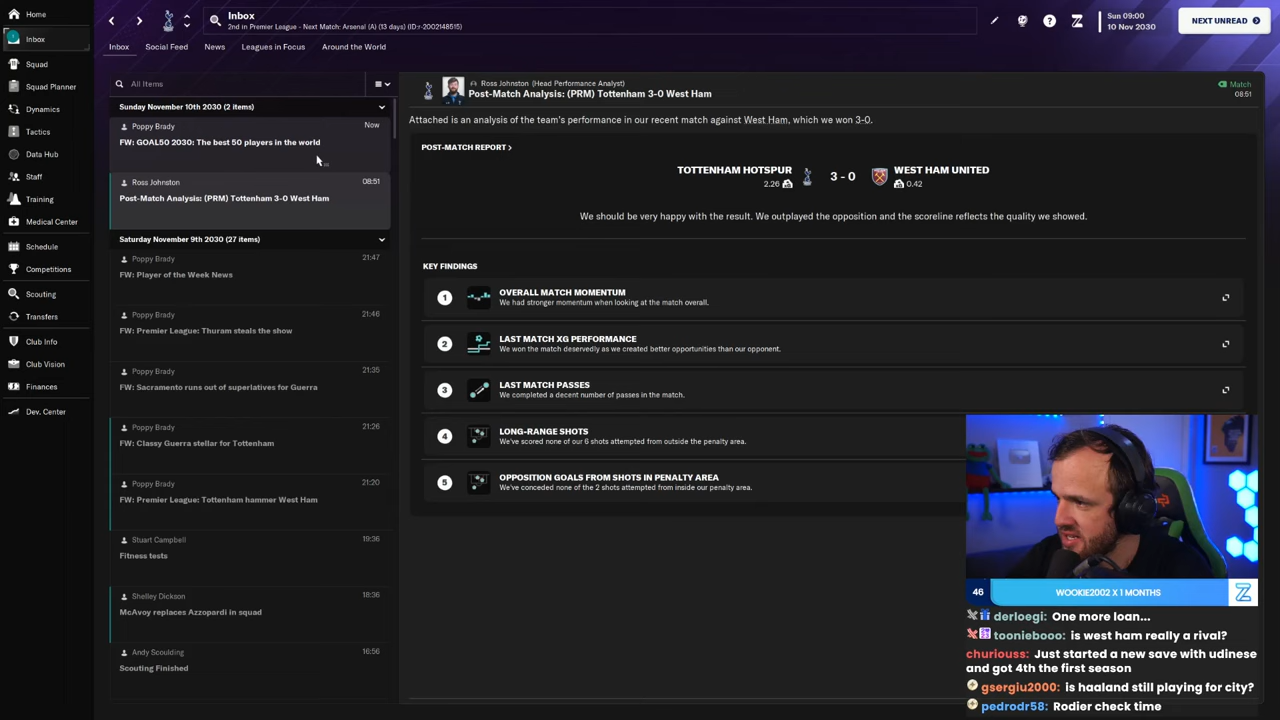 Home
Inbox
Squad
Squad Planner
Dynamics
Tactics
Data Hub
Staff
Training
Medical Center
Schedule
Competitions
Scouting
Transfers
Club Info
Club Vision
Finances
Dev. Center
Inbox
2nd in Premier League - Next Match: Arsenal (A) (13 days) (ID:-2002148515)
Sun 09:00
10 Nov 2030
NEXT UNREAD
Inbox
Social Feed
News
Leagues in Focus
Around the World
All Items
Sunday November 10th 2030 (2 items)
Poppy Brady
Now
FW: GOAL50 2030: The best 50 players in the world
Ross Johnston
08:51
Post-Match Analysis: (PRM) Tottenham 3-0 West Ham
Saturday November 9th 2030 (27 items)
Poppy Brady
21:47
FW: Player of the Week News
Poppy Brady
21:46
FW: Premier League: Thuram steals the show
Poppy Brady
21:35
FW: Sacramento runs out of superlatives for Guerra
Poppy Brady
21:26
FW: Classy Guerra stellar for Tottenham
Poppy Brady
21:20
FW: Premier League: Tottenham hammer West Ham
Stuart Campbell
19:36
Fitness tests
Shelley Dickson
18:36
McAvoy replaces Azzopardi in squad
Andy Scoulding
16:56
Scouting Finished
Ross Johnston (Head Performance Analyst)
Post-Match Analysis: (PRM) Tottenham 3-0 West Ham
Match
08:51
Attached is an analysis of the team's performance in our recent match against West Ham, which we won 3-0.
POST-MATCH REPORT
TOTTENHAM HOTSPUR
2.26
3 - 0
WEST HAM UNITED
0.42
We should be very happy with the result. We outplayed the opposition and the scoreline reflects the quality we showed.
KEY FINDINGS
1
OVERALL MATCH MOMENTUM
We had stronger momentum when looking at the match overall.
2
LAST MATCH XG PERFORMANCE
We won the match deservedly as we created better opportunities than our opponent.
3
LAST MATCH PASSES
We completed a decent number of passes in the match.
4
LONG-RANGE SHOTS
We've scored none of our 6 shots attempted from outside the penalty area.
5
OPPOSITION GOALS FROM SHOTS IN PENALTY AREA
We've conceded none of the 2 shots attempted from inside our penalty area.
46
WOOKIE2002 X 1 MONTHS
derloegi: One more loan...
tooniebooo: is west ham really a rival?
churiouss: Just started a new save with udinese
and got 4th the first season
gsergiu2000: is haaland still playing for city?
pedrodr58: Rodier check time